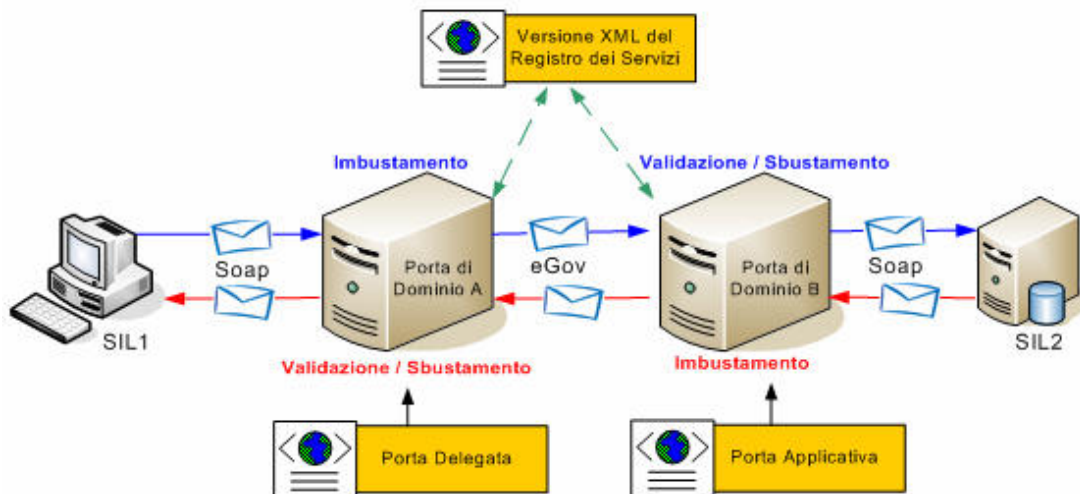 Versione XML del
Registro dei Servizi
Imbustamento
Validazione / Sbustamento
Soap
Porta di
Dominio A
eGov
Porta di
Dominio B
Soap
SIL1
SIL2
Validazione / Sbustamento
Imbustamento
Porta Delegata
Porta Applicativa